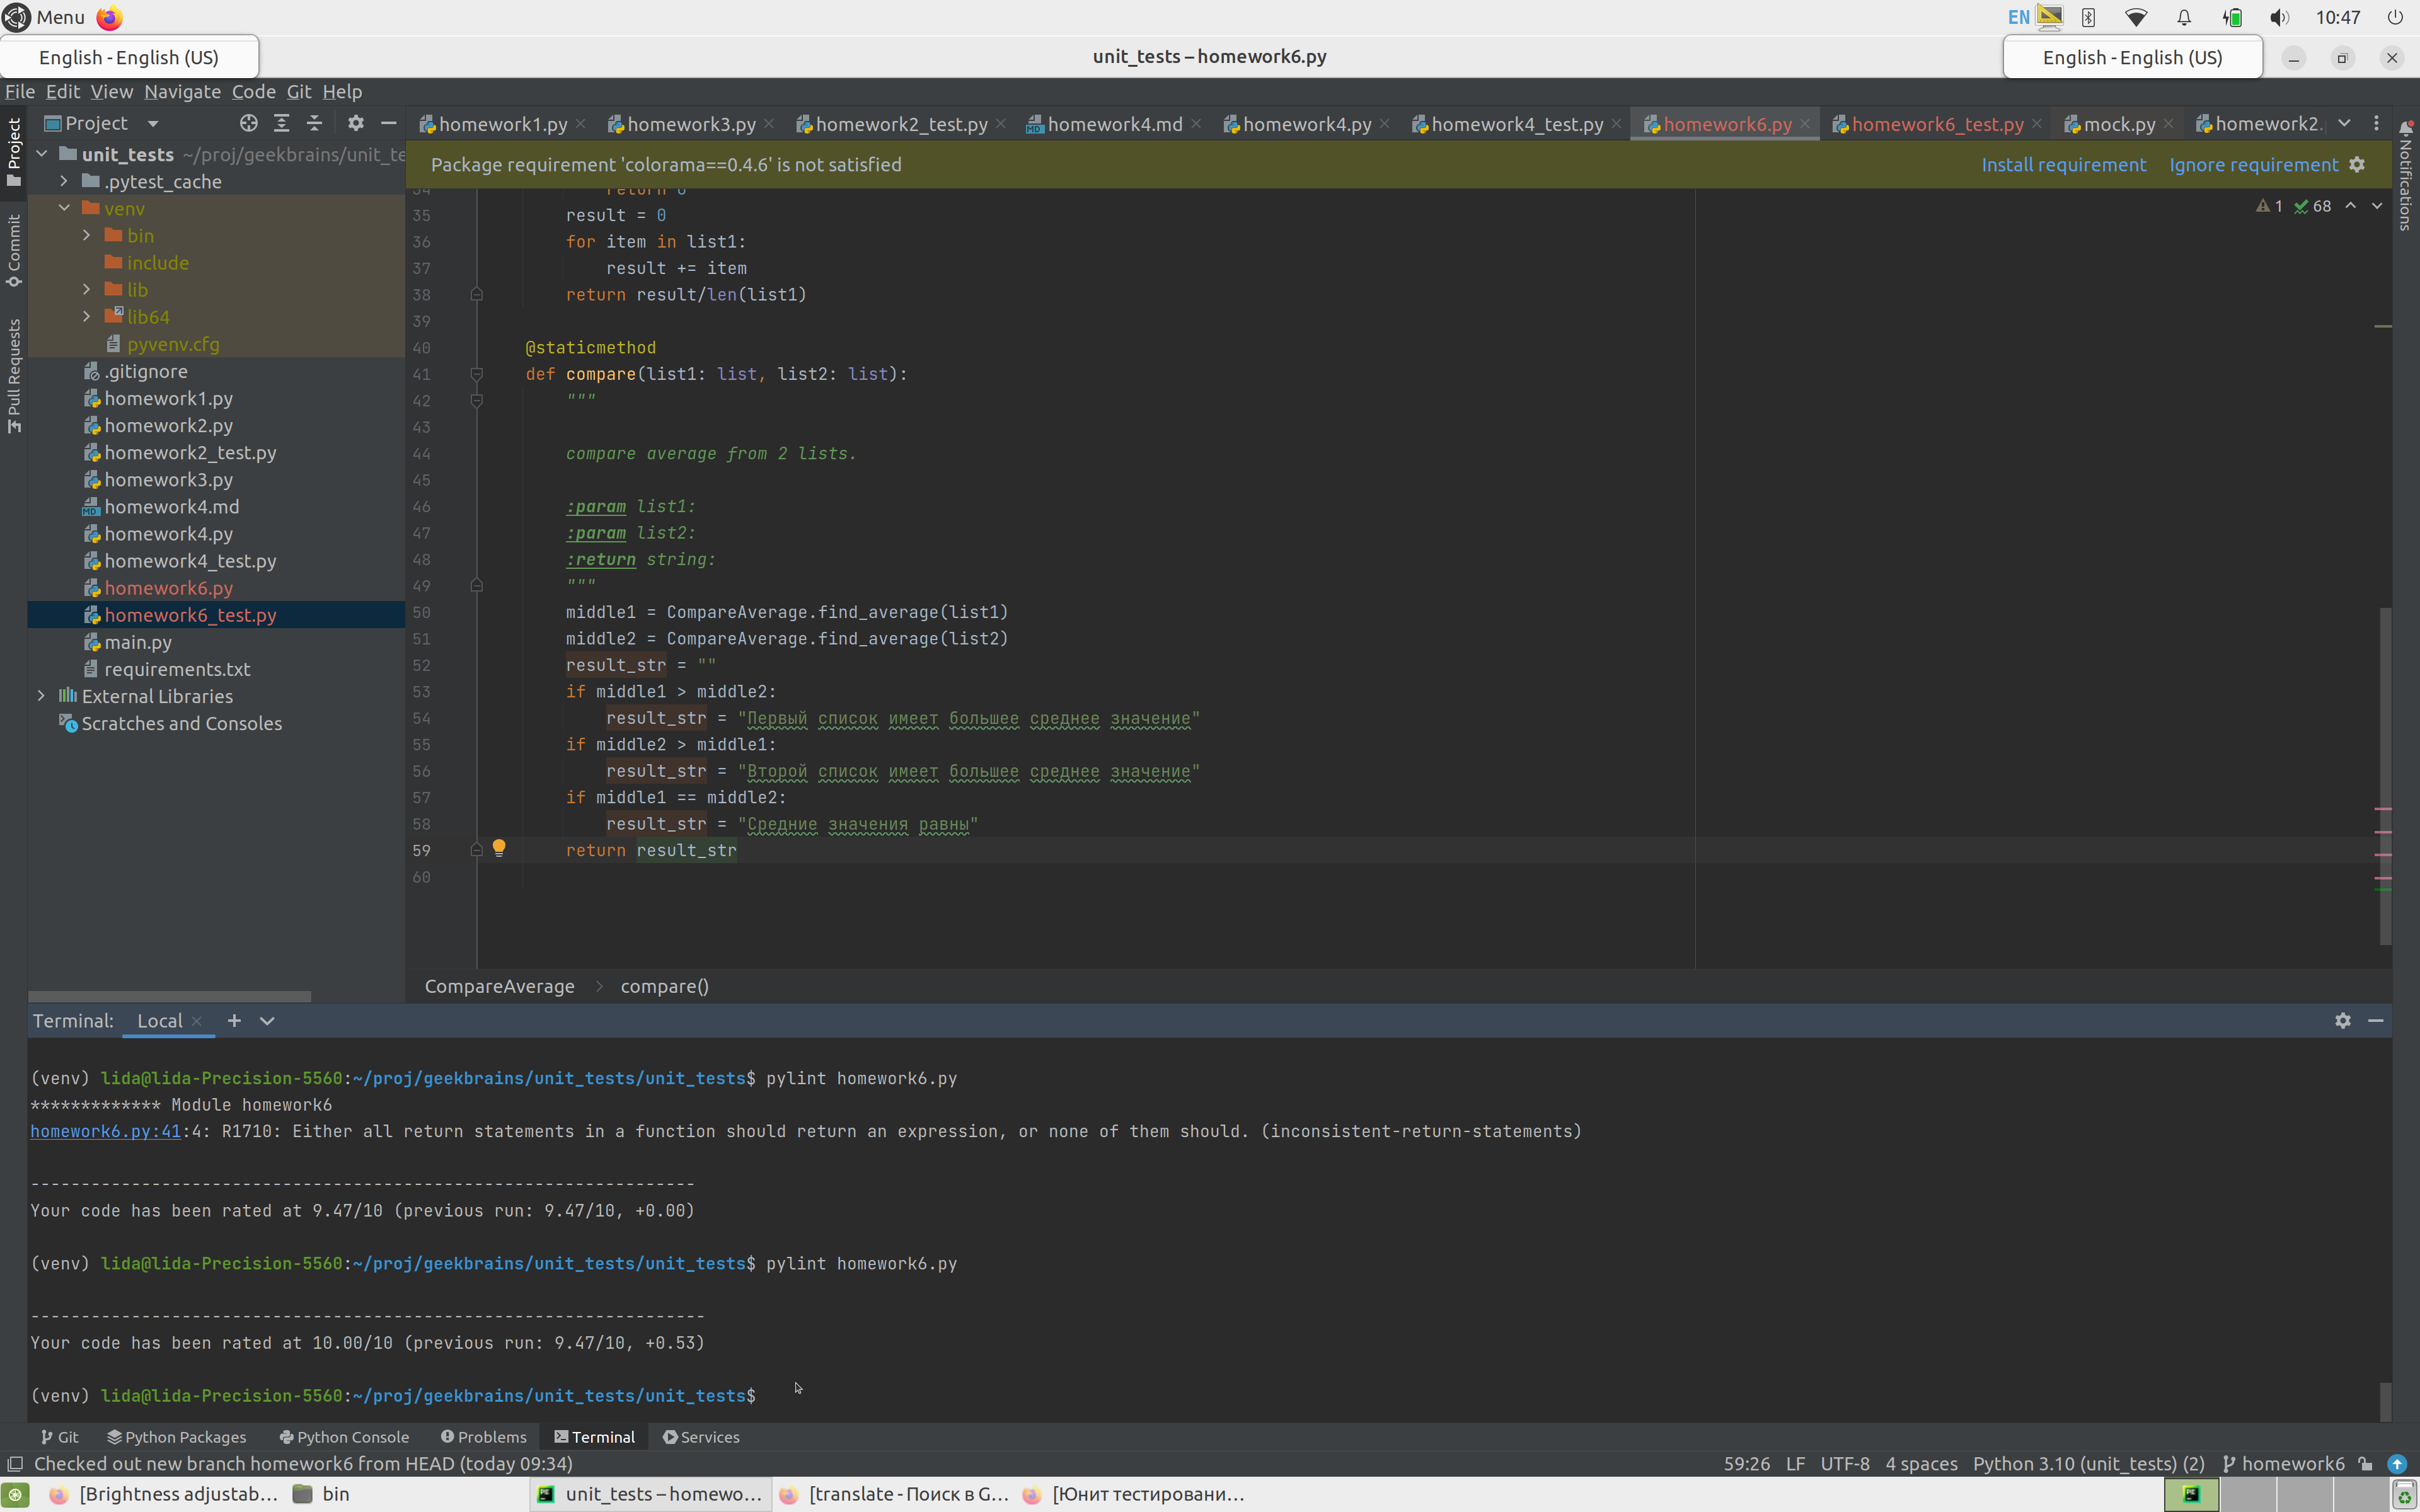 Menu
EN
10:47
English - English (US)
unit_tests – homework6.py
English - English (US)
File Edit View Navigate Code Git Help
Project
homework1.py homework3.py homework2_test.py homework4.md homework4.py homework4_test.py homework6.py homework6_test.py mock.py homework2.
Project
Commit
Pull Requests
Notifications
unit_tests ~/proj/geekbrains/unit_te
.pytest_cache
venv
bin
include
lib
lib64
pyvenv.cfg
.gitignore
homework1.py
homework2.py
homework2_test.py
homework3.py
homework4.md
homework4.py
homework4_test.py
homework6.py
homework6_test.py
main.py
requirements.txt
External Libraries
Scratches and Consoles
Package requirement 'colorama==0.4.6' is not satisfied
Install requirement Ignore requirement
1 68
34 return 0
35 result = 0
36 for item in list1:
37 result += item
38 return result/len(list1)
39
40 @staticmethod
41 def compare(list1: list, list2: list):
42 """
43
44 compare average from 2 lists.
45
46 :param list1:
47 :param list2:
48 :return string:
49 """
50 middle1 = CompareAverage.find_average(list1)
51 middle2 = CompareAverage.find_average(list2)
52 result_str = ""
53 if middle1 > middle2:
54 result_str = "Первый список имеет большее среднее значение"
55 if middle2 > middle1:
56 result_str = "Второй список имеет большее среднее значение"
57 if middle1 == middle2:
58 result_str = "Средние значения равны"
59 return result_str
60
CompareAverage > compare()
Terminal: Local
(venv) lida@lida-Precision-5560:~/proj/geekbrains/unit_tests/unit_tests$ pylint homework6.py
************* Module homework6
homework6.py:41:4: R1710: Either all return statements in a function should return an expression, or none of them should. (inconsistent-return-statements)
------------------------------------------------------------------
Your code has been rated at 9.47/10 (previous run: 9.47/10, +0.00)
(venv) lida@lida-Precision-5560:~/proj/geekbrains/unit_tests/unit_tests$ pylint homework6.py
-------------------------------------------------------------------
Your code has been rated at 10.00/10 (previous run: 9.47/10, +0.53)
(venv) lida@lida-Precision-5560:~/proj/geekbrains/unit_tests/unit_tests$
Git Python Packages Python Console Problems Terminal Services
Checked out new branch homework6 from HEAD (today 09:34)
59:26 LF UTF-8 4 spaces Python 3.10 (unit_tests) (2) homework6
[Brightness adjustab... bin unit_tests – homewo... [translate - Поиск в G... [Юнит тестировани...